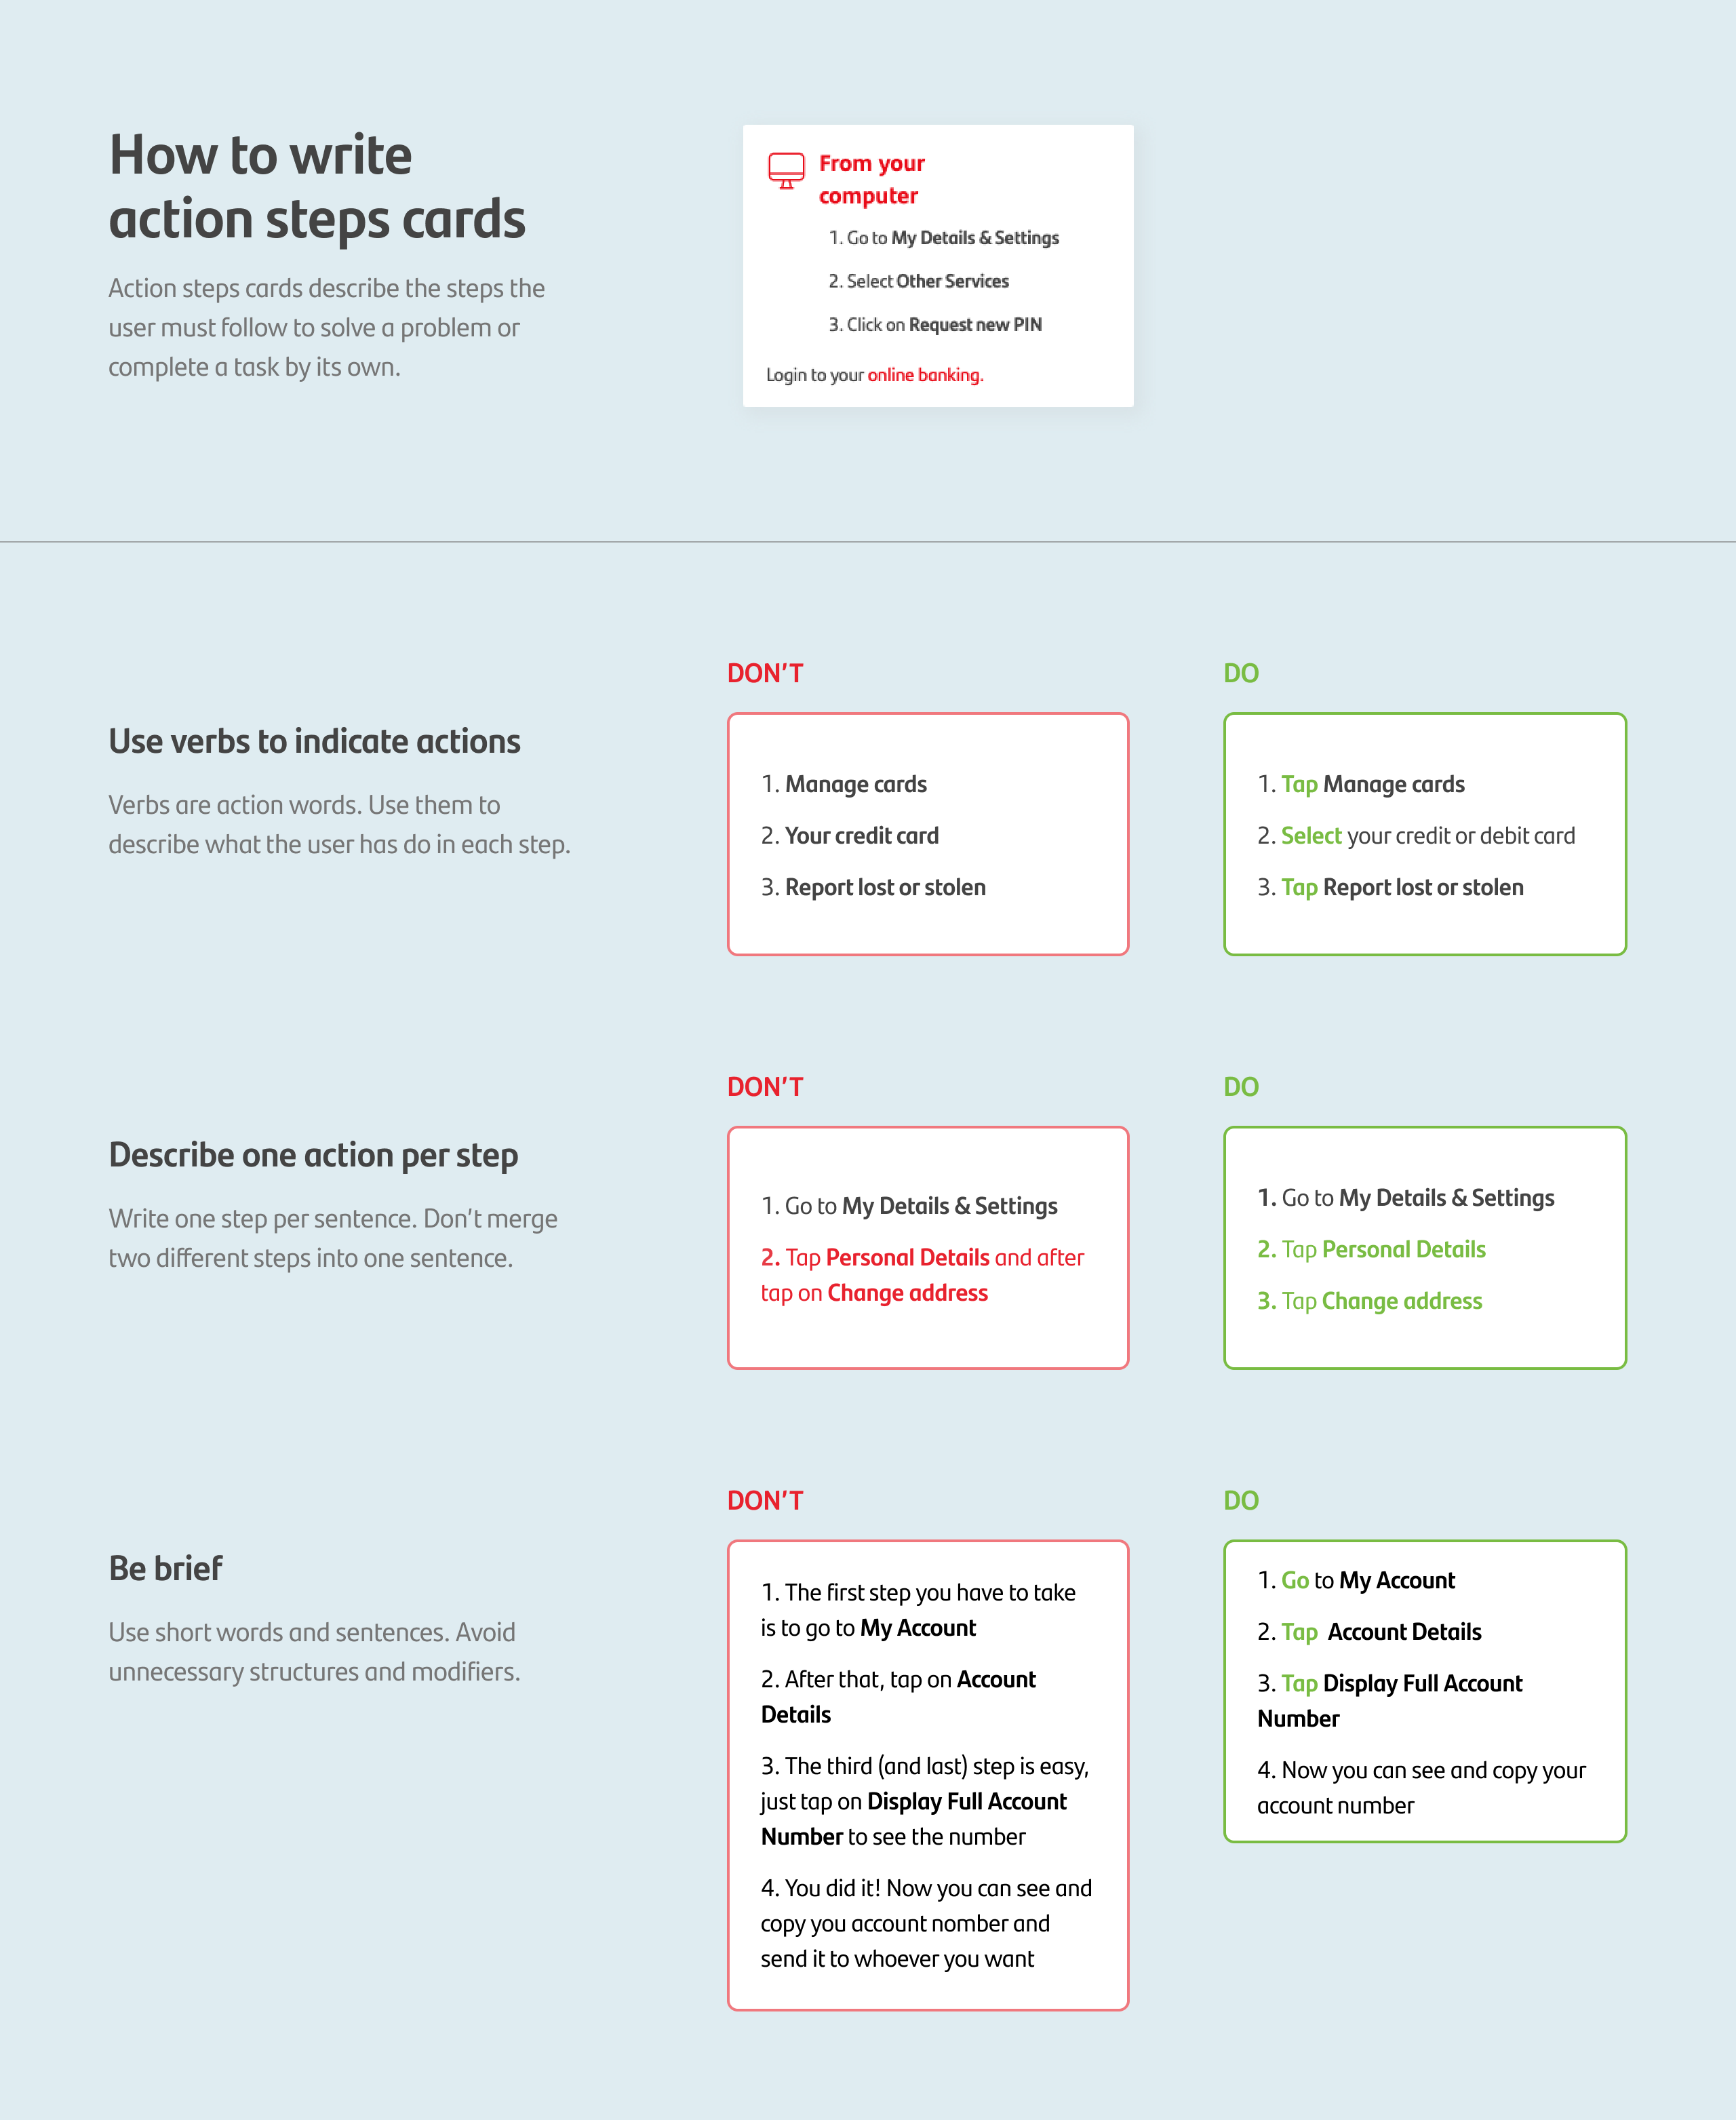 How to write
action steps cards
Action steps cards describe the steps the
user must follow to solve a problem or
complete a task by its own.
From your
computer
1. Go to My Details & Settings
2. Select Other Services
3. Click on Request new PIN
Login to your online banking.
Use verbs to indicate actions
Verbs are action words. Use them to
describe what the user has do in each step.
DON'T
1. Manage cards
2. Your credit card
3. Report lost or stolen
DO
1. Tap Manage cards
2. Select your credit or debit card
3. Tap Report lost or stolen
Describe one action per step
Write one step per sentence. Don't merge
two different steps into one sentence.
DON'T
1. Go to My Details & Settings
2. Tap Personal Details and after
tap on Change address
DO
1. Go to My Details & Settings
2. Tap Personal Details
3. Tap Change address
Be brief
Use short words and sentences. Avoid
unnecessary structures and modifiers.
DON'T
1. The first step you have to take
is to go to My Account
2. After that, tap on Account
Details
3. The third (and last) step is easy,
just tap on Display Full Account
Number to see the number
4. You did it! Now you can see and
copy you account nomber and
send it to whoever you want
DO
1. Go to My Account
2. Tap Account Details
3. Tap Display Full Account
Number
4. Now you can see and copy your
account number